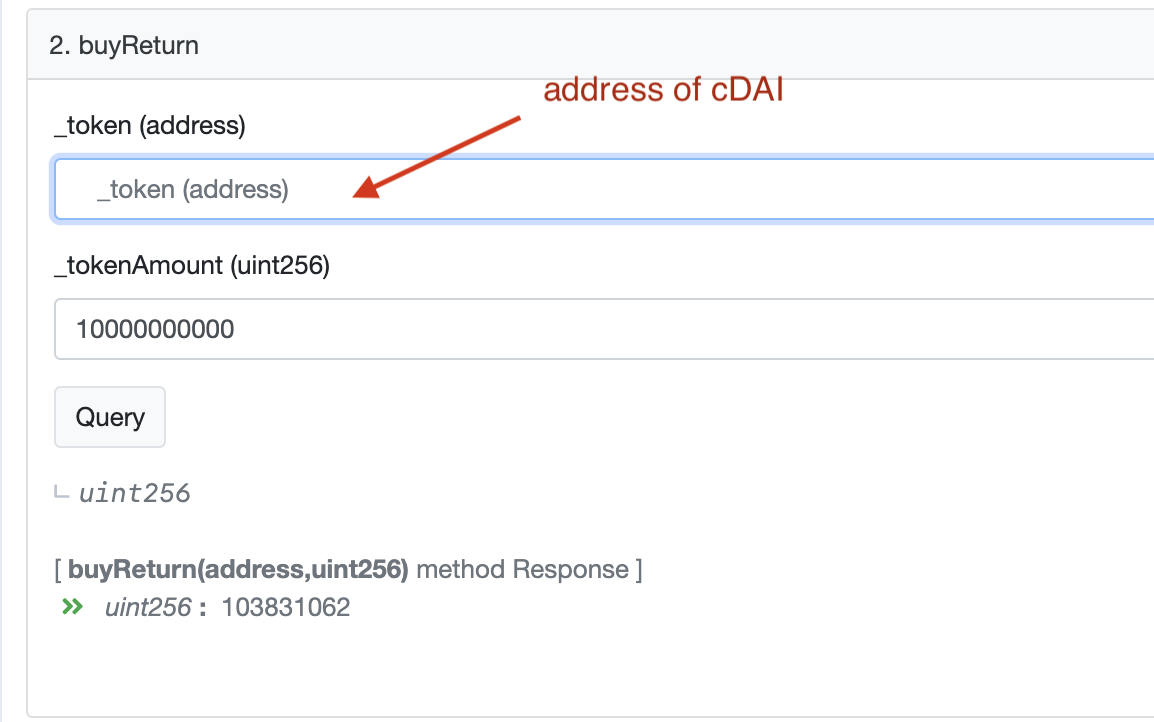 2. buyReturn
address of cDAI
_token (address)
_token (address)
_tokenAmount (uint256)
10000000000
Query
uint256
[ buyReturn(address,uint256) method Response ]
uint256 : 103831062